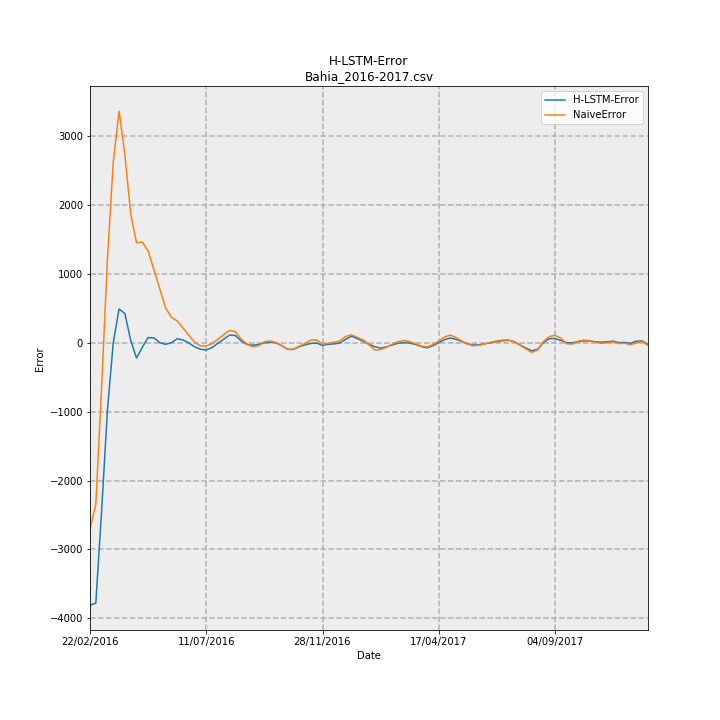 H-LSTM-Error
Bahia_2016-2017.csv
H-LSTM-Error
NaiveError
3000
2000
1000
0
−1000
−2000
−3000
−4000
Error
22/02/2016 11/07/2016 28/11/2016 17/04/2017 04/09/2017
Date